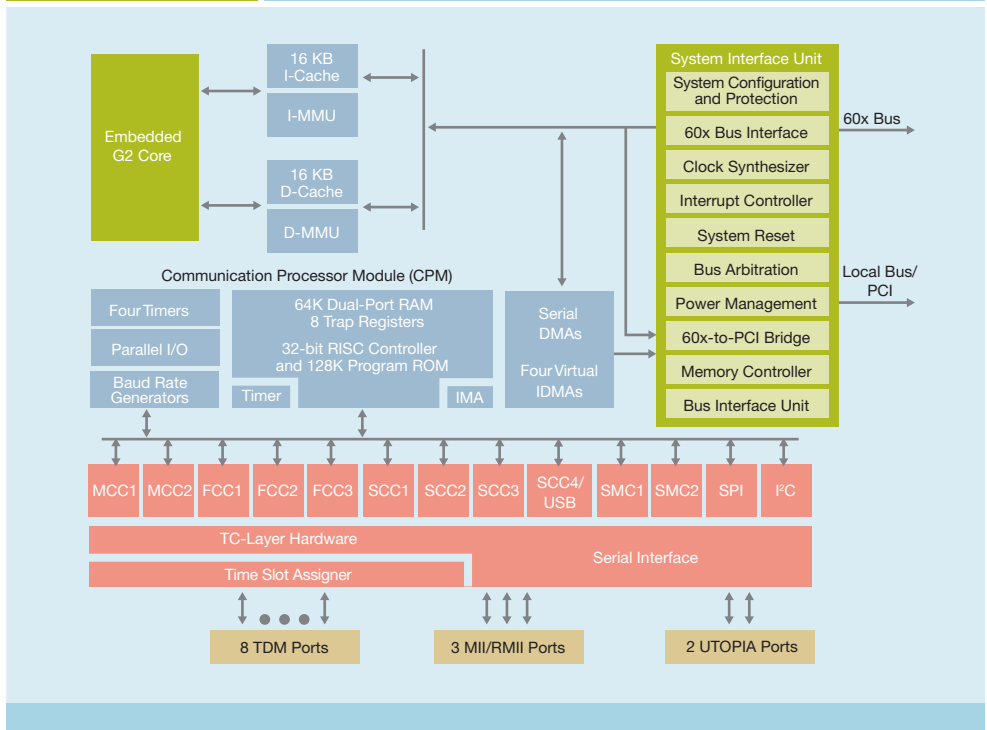 Embedded
G2 Core
16 KB
I-Cache
I-MMU
16 KB
D-Cache
D-MMU
System Interface Unit
System Configuration
and Protection
60x Bus Interface
Clock Synthesizer
Interrupt Controller
System Reset
Bus Arbitration
Power Management
60x-to-PCI Bridge
Memory Controller
Bus Interface Unit
60x Bus
Local Bus/
PCI
Communication Processor Module (CPM)
Four Timers
Parallel I/O
Baud Rate
Generators
64K Dual-Port RAM
8 Trap Registers
32-bit RISC Controller
and 128K Program ROM
Timer
IMA
Serial
DMAs
Four Virtual
IDMAs
MCC1
MCC2
FCC1
FCC2
FCC3
SCC1
SCC2
SCC3
SCC4/
USB
SMC1
SMC2
SPI
I²C
TC-Layer Hardware
Serial Interface
Time Slot Assigner
8 TDM Ports
3 MII/RMII Ports
2 UTOPIA Ports